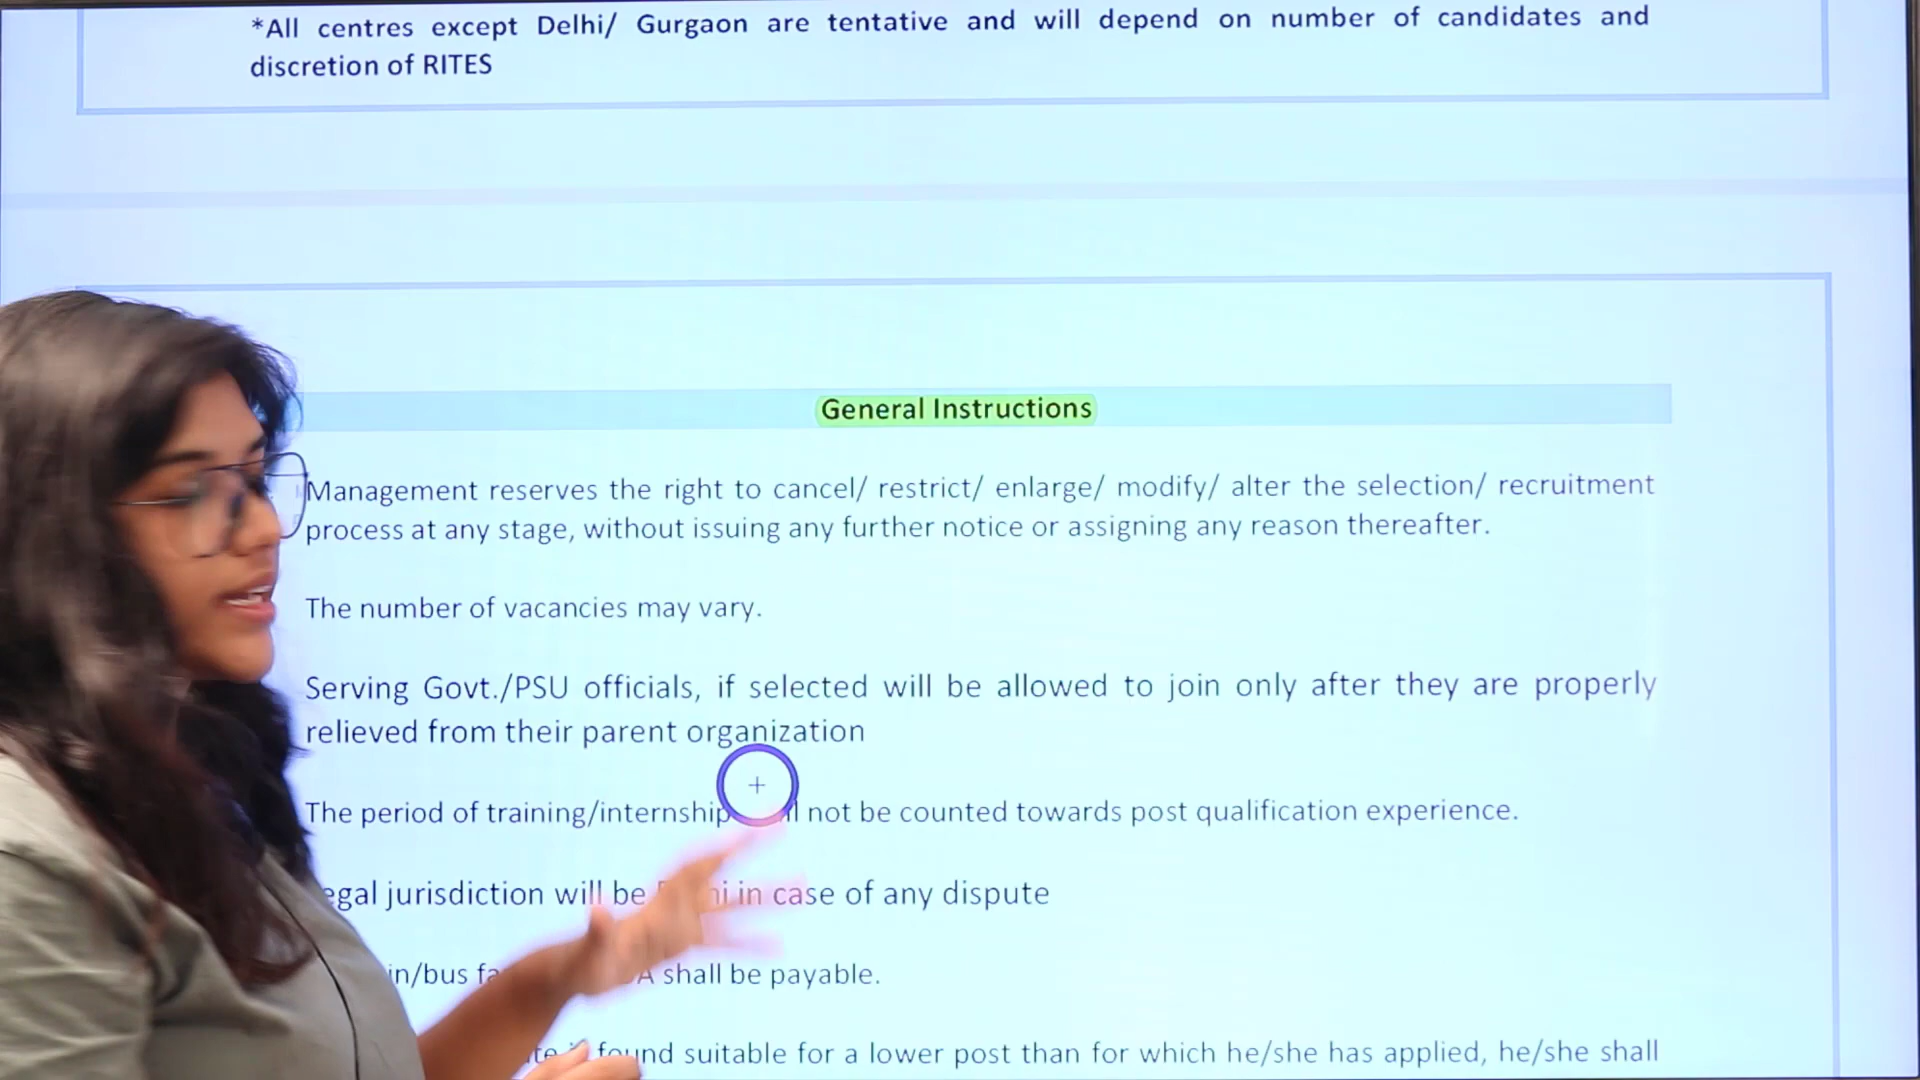 *All centres except Delhi/ Gurgaon are tentative and will depend on number of candidates and
discretion of RITES
General Instructions
Management reserves the right to cancel/ restrict/ enlarge/ modify/ alter the selection/ recruitment
process at any stage, without issuing any further notice or assigning any reason thereafter.
The number of vacancies may vary.
Serving Govt./PSU officials, if selected will be allowed to join only after they are properly
relieved from their parent organization
The period of training/internship not be counted towards post qualification experience.
jurisdiction will be in case of any dispute
shall be payable.
found suitable for a lower post than for which he/she has applied, he/she shall